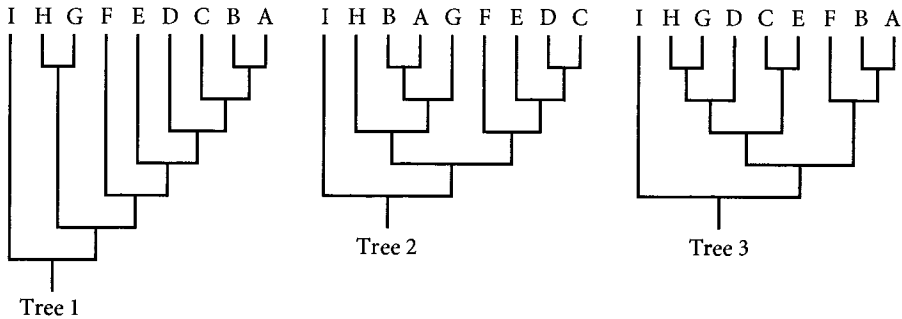 I H G F E D C B A
I H B A G F E D C
I H G D C E F B A
Tree 1
Tree 2
Tree 3